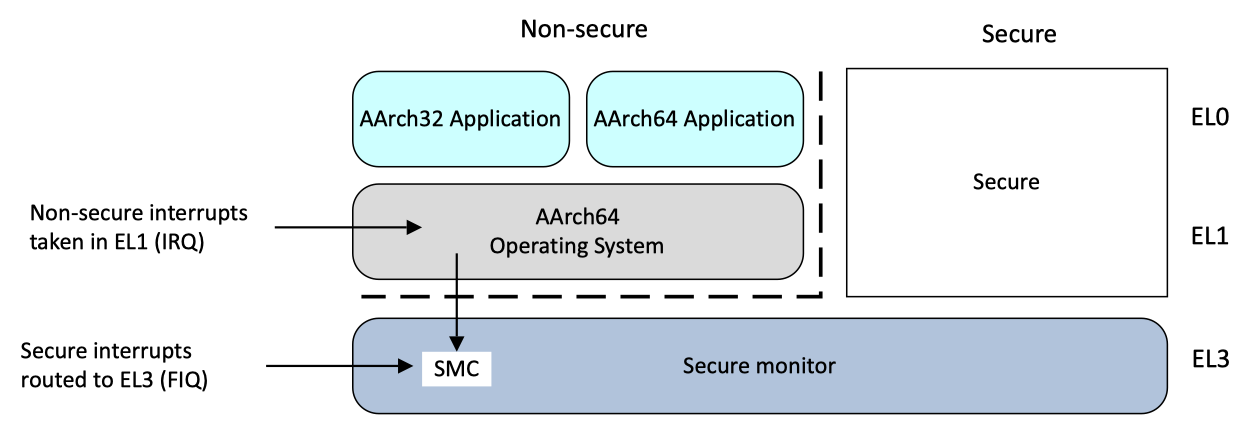 Non-secure
Secure
AArch32 Application
AArch64 Application
EL0
Secure
Non-secure interrupts
taken in EL1 (IRQ)
AArch64
Operating System
EL1
Secure interrupts
routed to EL3 (FIQ)
SMC
Secure monitor
EL3